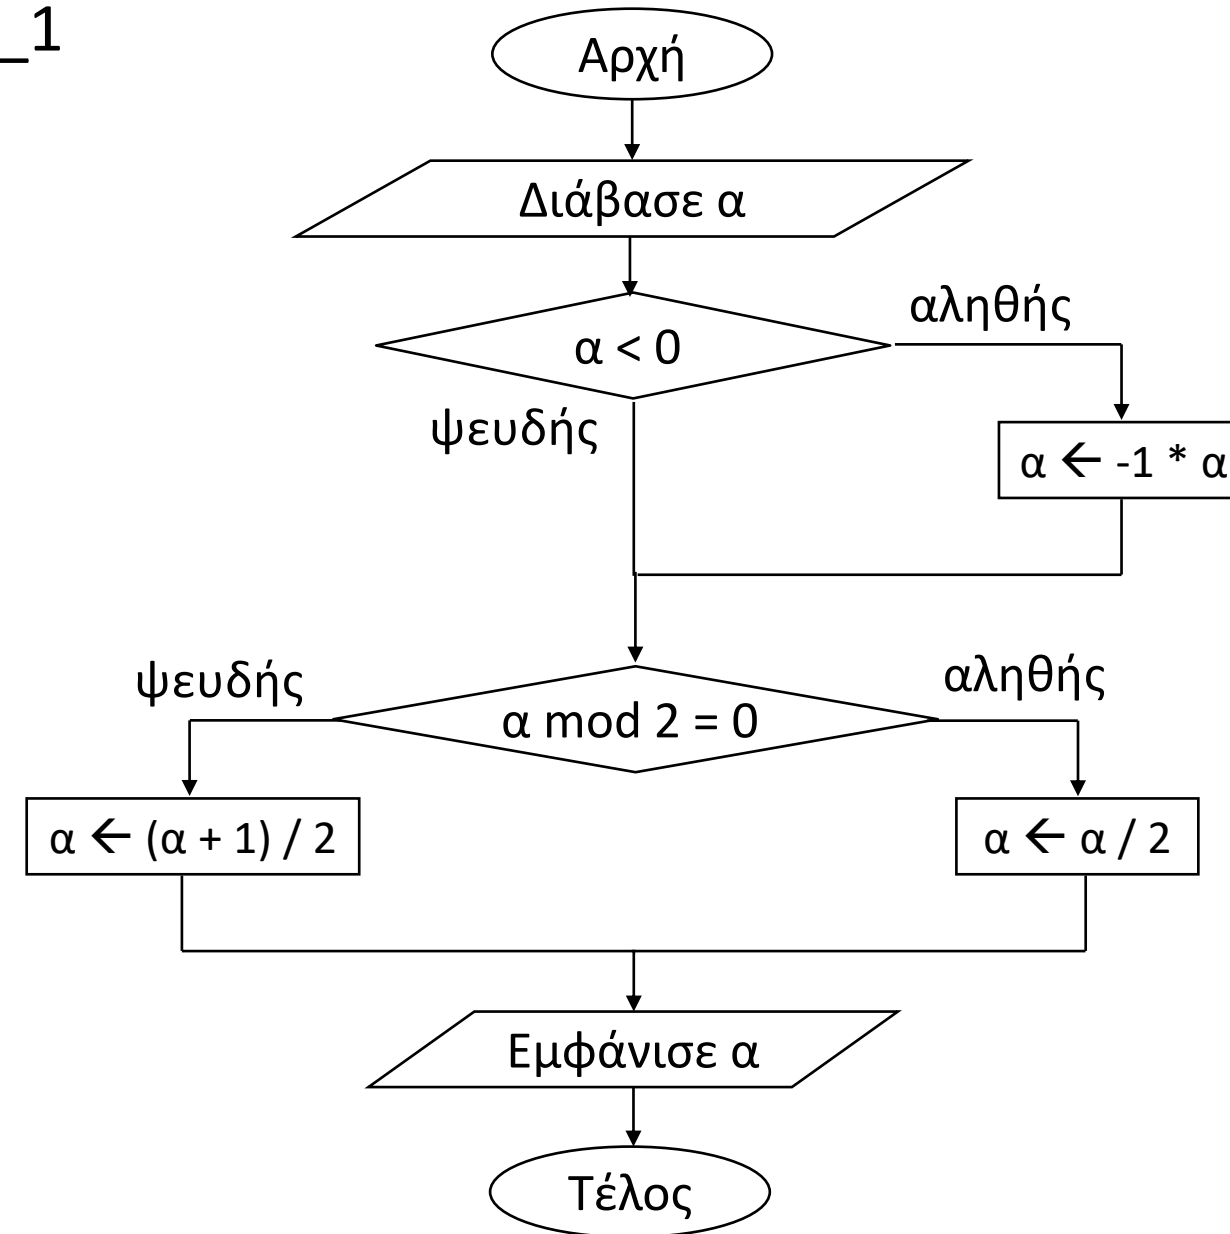 _1
Αρχή
Διάβασε α
αληθής
α < 0
ψευδής
α ← -1 * α
ψευδής
αληθής
α mod 2 = 0
α ← (α + 1) / 2
α ← α / 2
Εμφάνισε α
Τέλος